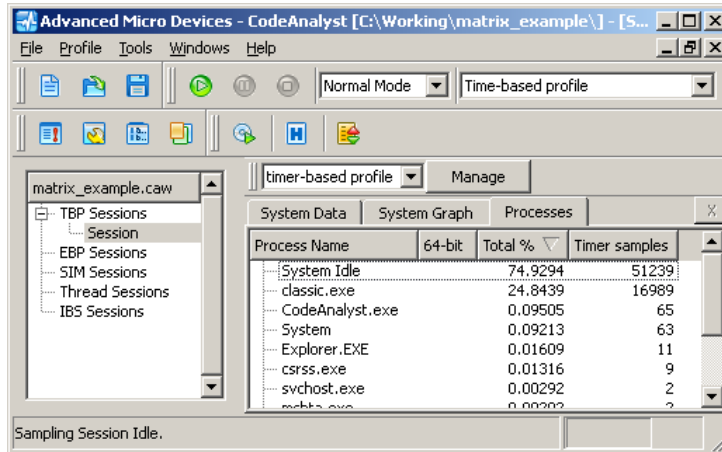 Advanced Micro Devices - CodeAnalyst [C:\Working\matrix_example\] - [S...
File Profile Tools Windows Help
Normal Mode Time-based profile
timer-based profile Manage
matrix_example.caw
TBP Sessions
Session
EBP Sessions
SIM Sessions
Thread Sessions
IBS Sessions
System Data System Graph Processes X
Process Name 64-bit Total % Timer samples
System Idle 74.9294 51239
classic.exe 24.8439 16989
CodeAnalyst.exe 0.09505 65
System 0.09213 63
Explorer.EXE 0.01609 11
csrss.exe 0.01316 9
svchost.exe 0.00292 2
Sampling Session Idle.